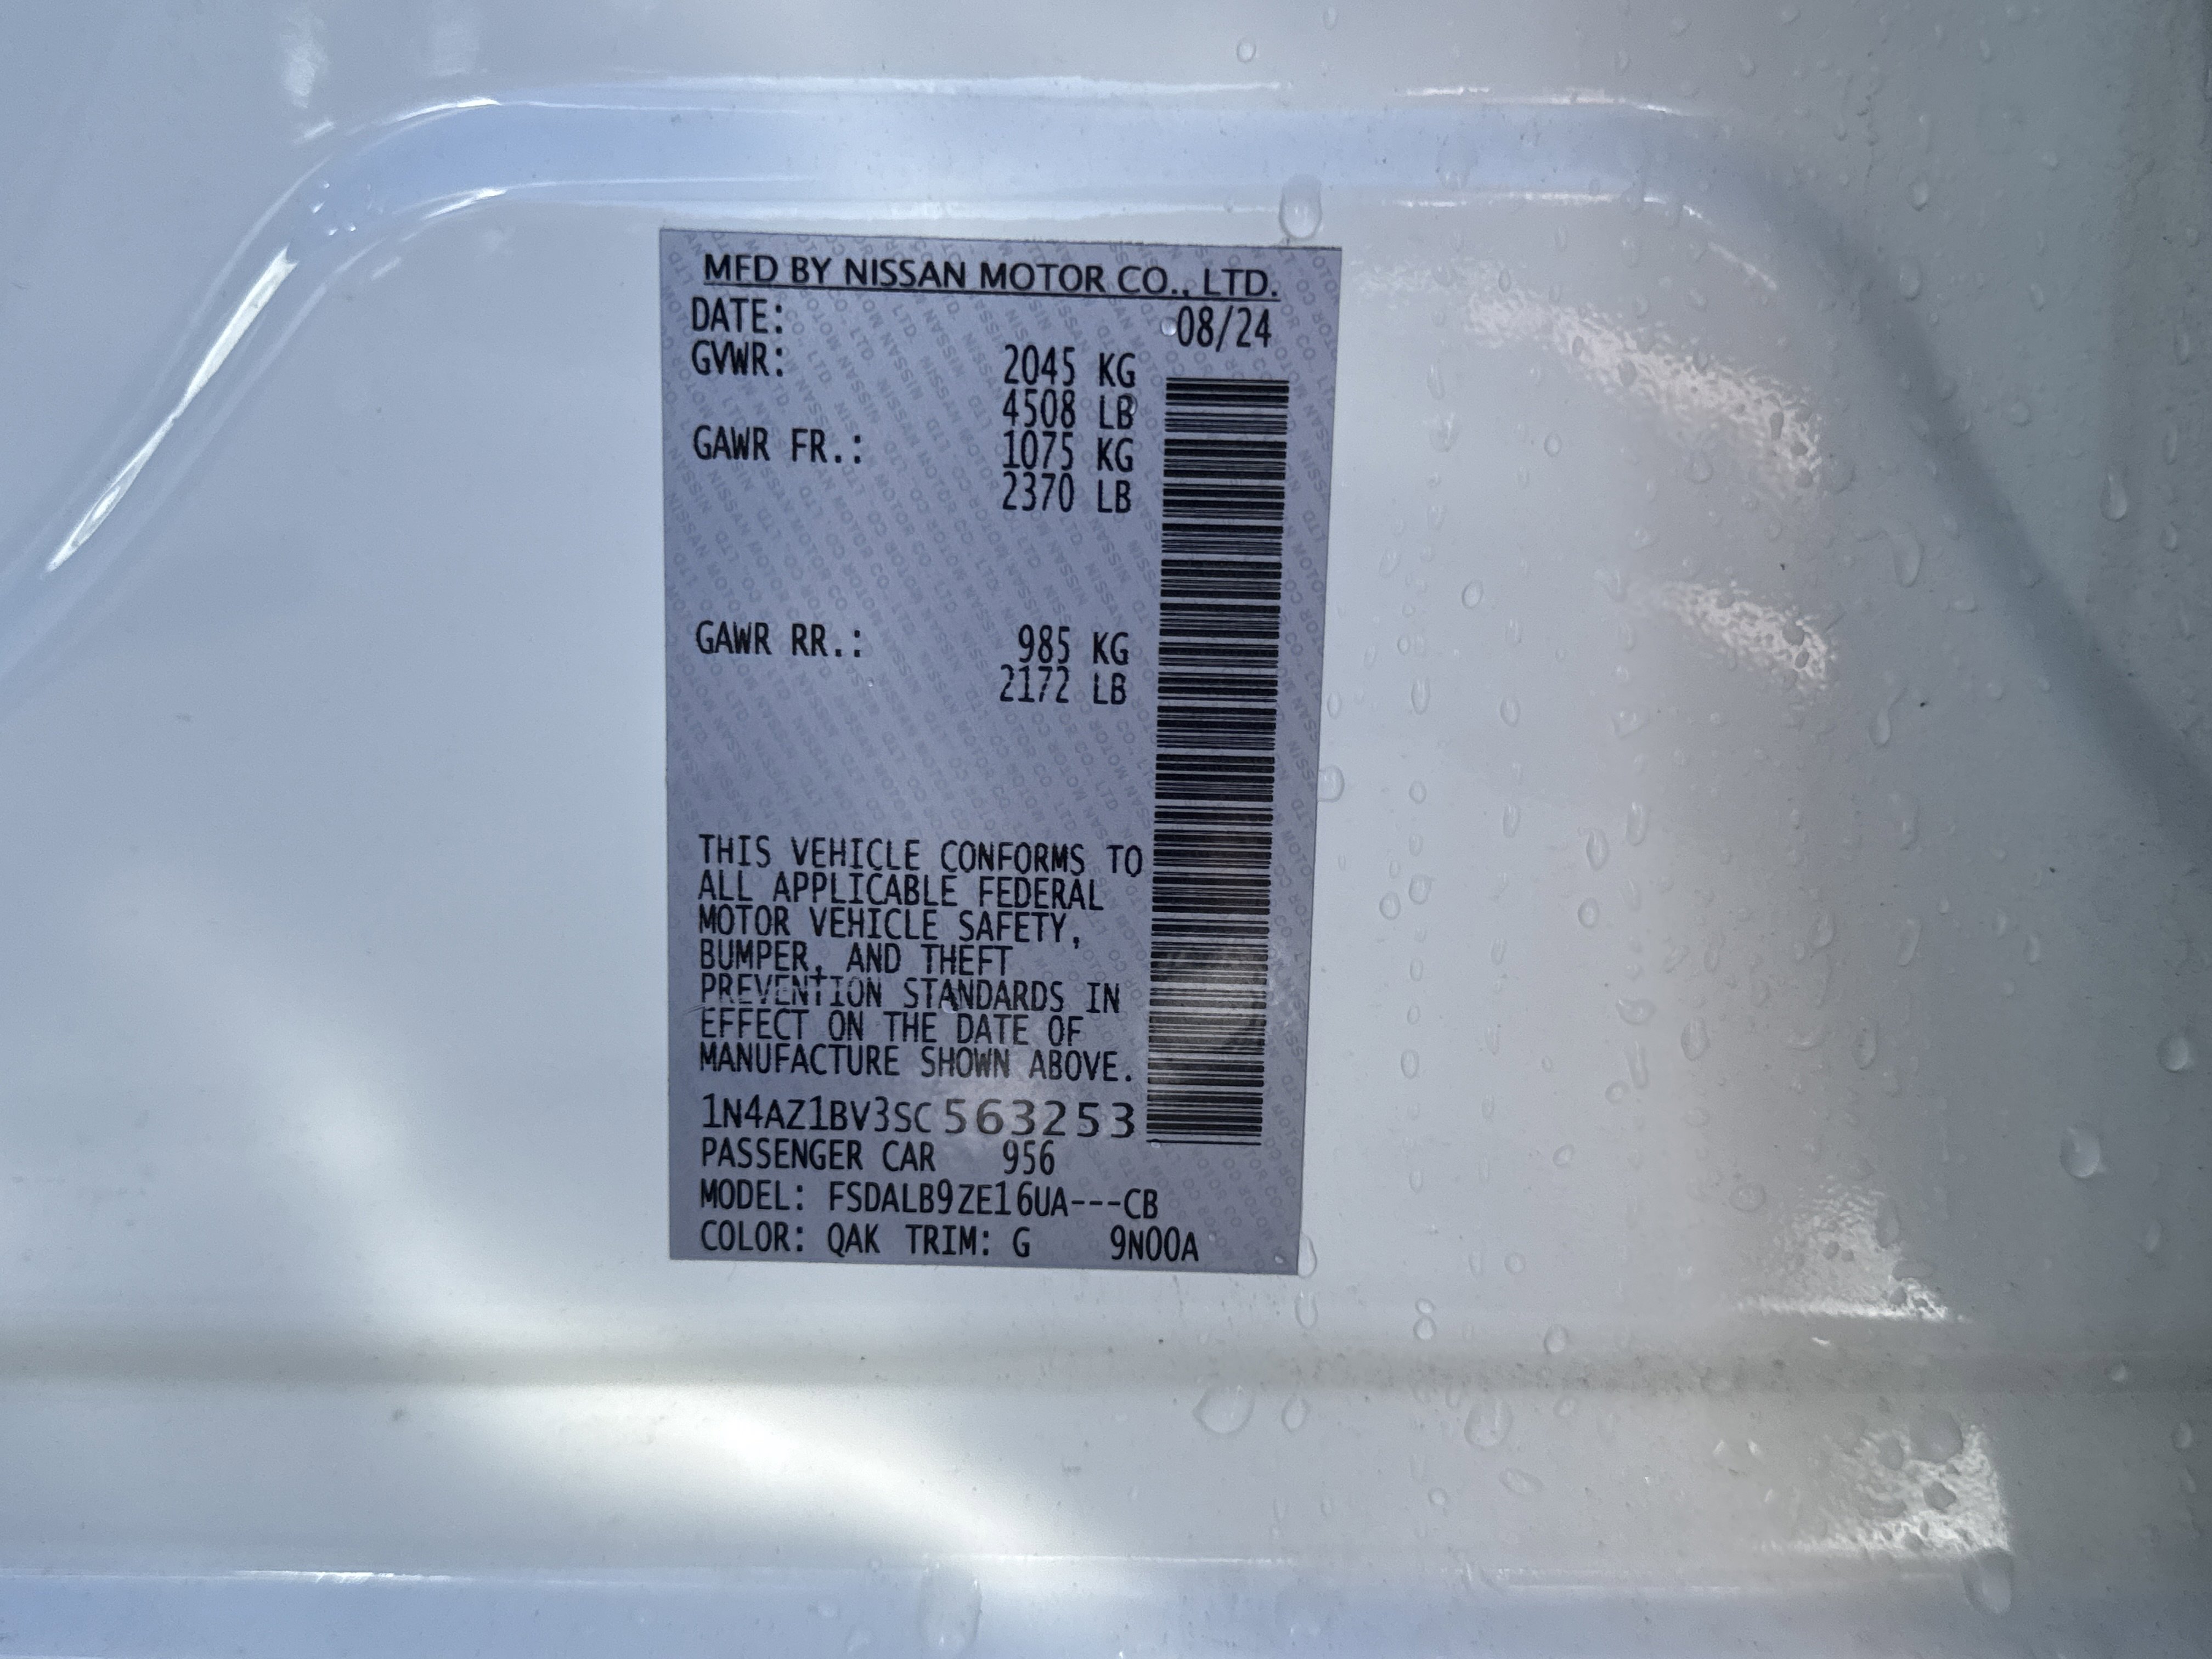 MFD BY NISSAN MOTOR CO., LTD.
DATE: 08/24
GVWR: 2045 KG
4508 LB
GAWR FR.: 1075 KG
2370 LB
GAWR RR.: 985 KG
2172 LB
THIS VEHICLE CONFORMS TO
ALL APPLICABLE FEDERAL
MOTOR VEHICLE SAFETY,
BUMPER, AND THEFT
PREVENTION STANDARDS IN
EFFECT ON THE DATE OF
MANUFACTURE SHOWN ABOVE.
1N4AZ1BV3SC563253
PASSENGER CAR 956
MODEL: FSDALB9ZE16UA---CB
COLOR: QAK TRIM: G 9N00A